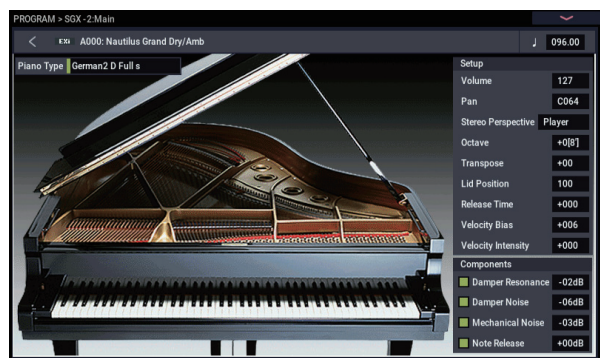 PROGRAM > SGX-2:Main
EXi A000: Nautilus Grand Dry/Amb ♩ 096.00
Piano Type German2 D Full s
Setup
Volume 127
Pan C064
Stereo Perspective Player
Octave +0[8']
Transpose +00
Lid Position 100
Release Time +000
Velocity Bias +006
Velocity Intensity +000
Components
Damper Resonance -02dB
Damper Noise -06dB
Mechanical Noise -03dB
Note Release +00dB